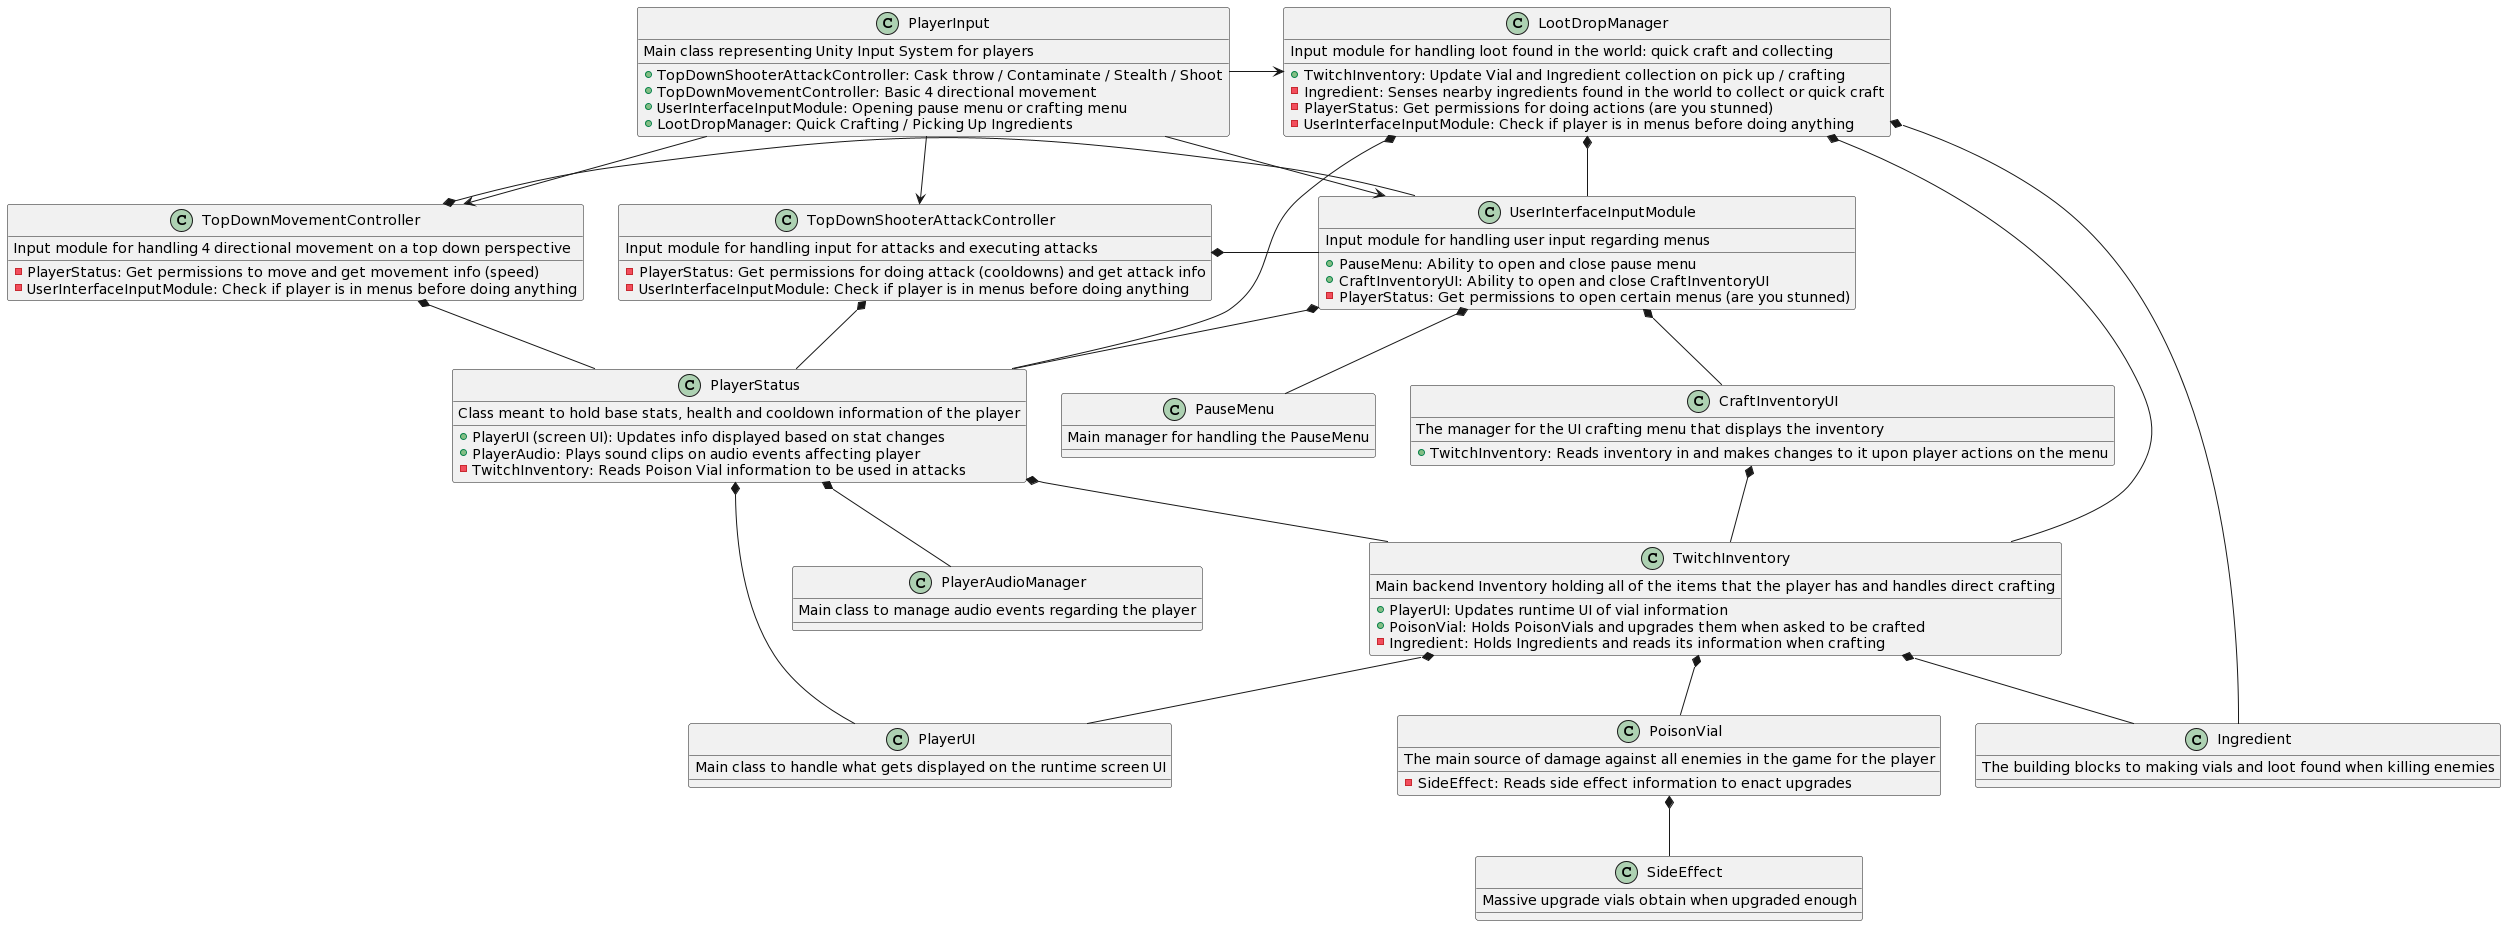 C PlayerInput
Main class representing Unity Input System for players
TopDownShooterAttackController: Cask throw / Contaminate / Stealth / Shoot
TopDownMovementController: Basic 4 directional movement
UserInterfaceInputModule: Opening pause menu or crafting menu
LootDropManager: Quick Crafting / Picking Up Ingredients
C LootDropManager
Input module for handling loot found in the world: quick craft and collecting
TwitchInventory: Update Vial and Ingredient collection on pick up / crafting
Ingredient: Senses nearby ingredients found in the world to collect or quick craft
PlayerStatus: Get permissions for doing actions (are you stunned)
UserInterfaceInputModule: Check if player is in menus before doing anything
C TopDownMovementController
Input module for handling 4 directional movement on a top down perspective
PlayerStatus: Get permissions to move and get movement info (speed)
UserInterfaceInputModule: Check if player is in menus before doing anything
C TopDownShooterAttackController
Input module for handling input for attacks and executing attacks
PlayerStatus: Get permissions for doing attack (cooldowns) and get attack info
UserInterfaceInputModule: Check if player is in menus before doing anything
C UserInterfaceInputModule
Input module for handling user input regarding menus
PauseMenu: Ability to open and close pause menu
CraftInventoryUI: Ability to open and close CraftInventoryUI
PlayerStatus: Get permissions to open certain menus (are you stunned)
C PlayerStatus
Class meant to hold base stats, health and cooldown information of the player
PlayerUI (screen UI): Updates info displayed based on stat changes
PlayerAudio: Plays sound clips on audio events affecting player
TwitchInventory: Reads Poison Vial information to be used in attacks
C PauseMenu
Main manager for handling the PauseMenu
C CraftInventoryUI
The manager for the UI crafting menu that displays the inventory
TwitchInventory: Reads inventory in and makes changes to it upon player actions on the menu
C PlayerAudioManager
Main class to manage audio events regarding the player
C TwitchInventory
Main backend Inventory holding all of the items that the player has and handles direct crafting
PlayerUI: Updates runtime UI of vial information
PoisonVial: Holds PoisonVials and upgrades them when asked to be crafted
Ingredient: Holds Ingredients and reads its information when crafting
C PlayerUI
Main class to handle what gets displayed on the runtime screen UI
C PoisonVial
The main source of damage against all enemies in the game for the player
SideEffect: Reads side effect information to enact upgrades
C Ingredient
The building blocks to making vials and loot found when killing enemies
C SideEffect
Massive upgrade vials obtain when upgraded enough